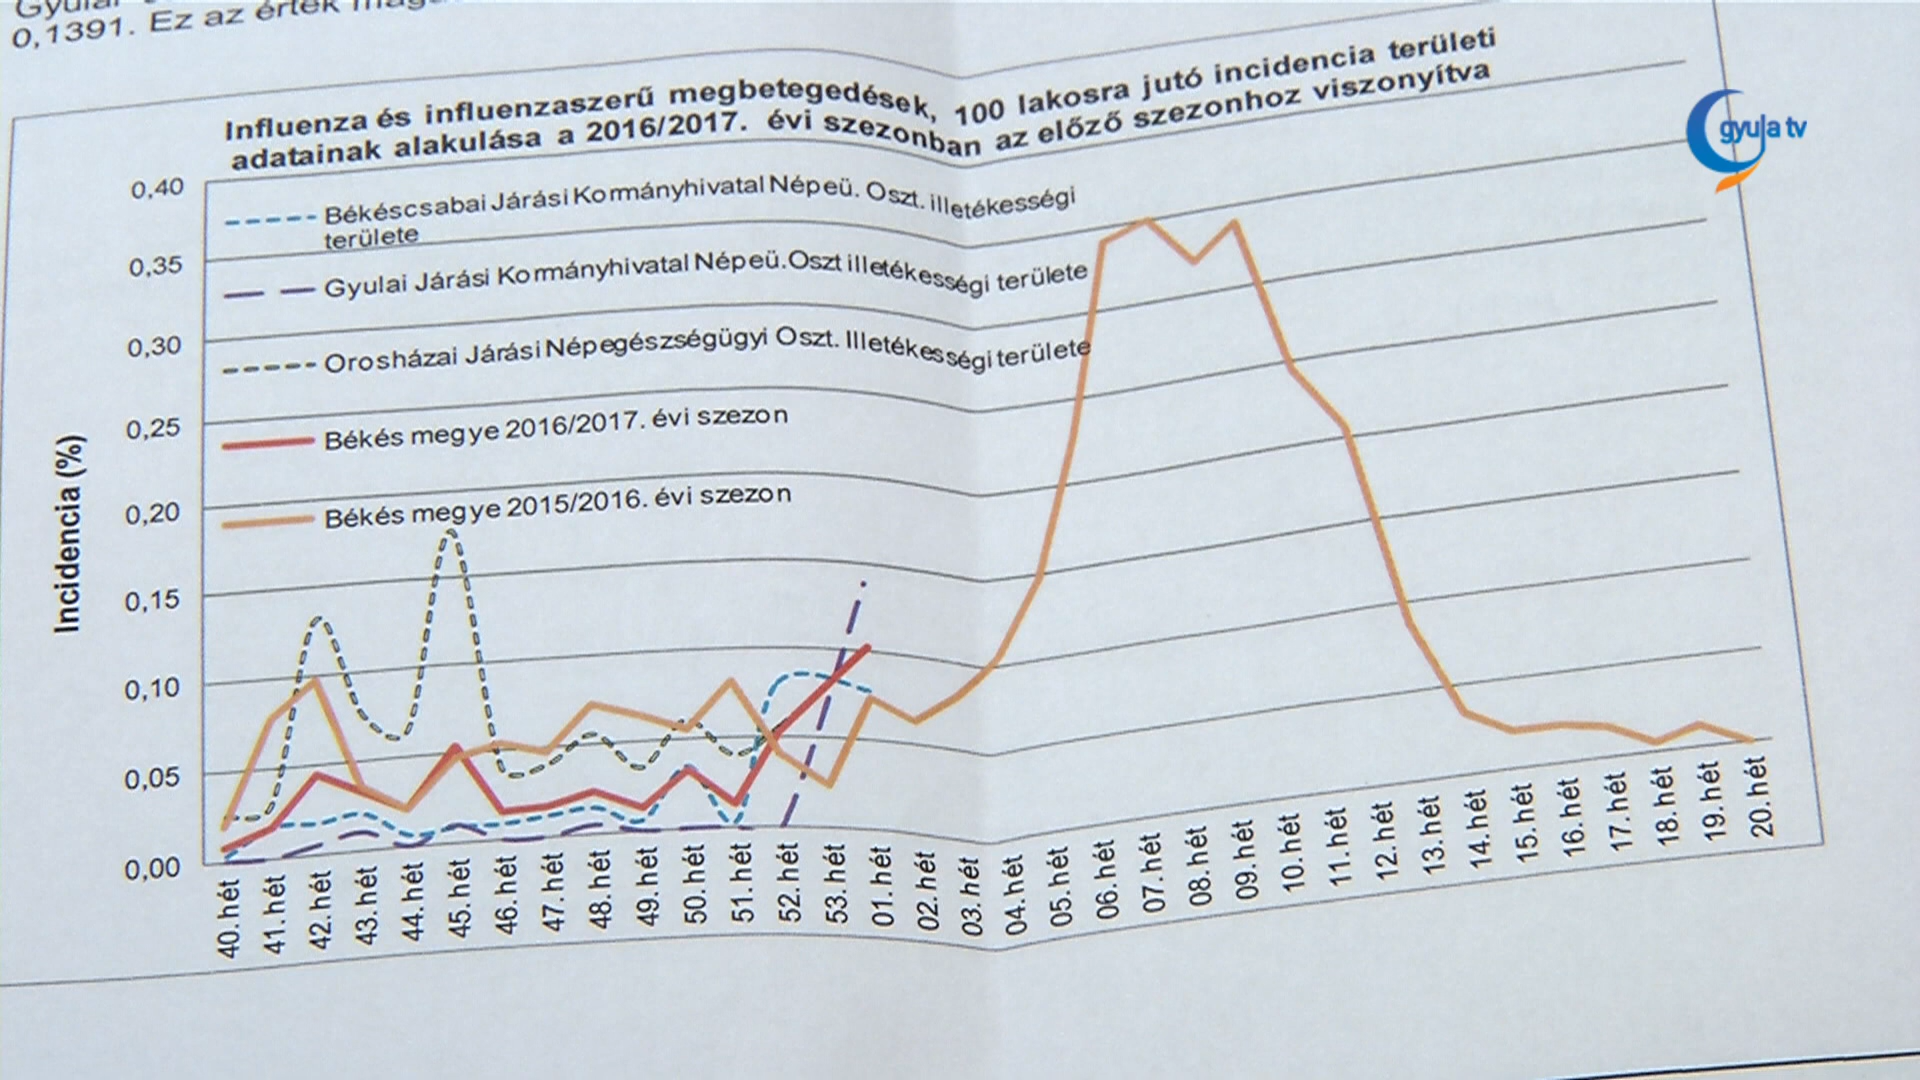 0,1391. Ez az érték
Influenza és influenzaszerű megbetegedések, 100 lakosra jutó incidencia területi
adatainak alakulása a 2016/2017. évi szezonban az előző szezonhoz viszonyítva
gyula tv
Incidencia (%)
0,40
0,35
0,30
0,25
0,20
0,15
0,10
0,05
0,00
Békéscsabai Járási Kormányhivatal Népeü. Oszt. illetékességi
területe
Gyulai Járási Kormányhivatal Népeü.Oszt illetékességi területe
Orosházai Járási Népegészségügyi Oszt. Illetékességi területe
Békés megye 2016/2017. évi szezon
Békés megye 2015/2016. évi szezon
40.hét
41.hét
42.hét
43.hét
44.hét
45.hét
46.hét
47.hét
48.hét
49.hét
50.hét
51.hét
52.hét
53.hét
01.hét
02.hét
03.hét
04.hét
05.hét
06.hét
07.hét
08.hét
09.hét
10.hét
11.hét
12.hét
13.hét
14.hét
15.hét
16.hét
17.hét
18.hét
19.hét
20.hét